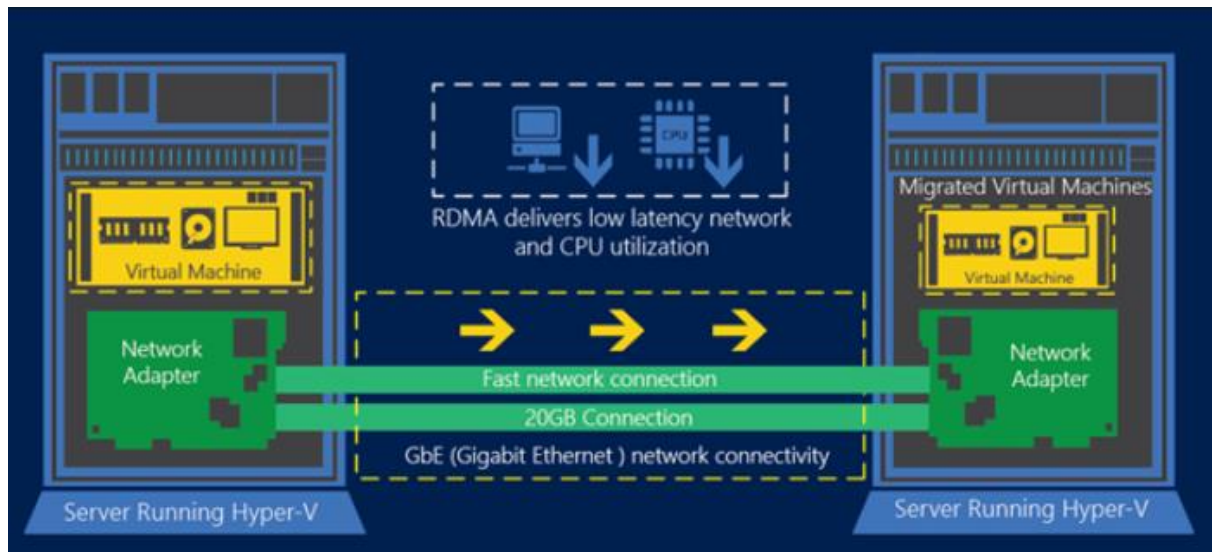 CPU
RDMA delivers low latency network
and CPU utilization
Virtual Machine
Network
Adapter
Server Running Hyper-V
Fast network connection
20GB Connection
GbE (Gigabit Ethernet ) network connectivity
Migrated Virtual Machines
Virtual Machine
Network
Adapter
Server Running Hyper-V